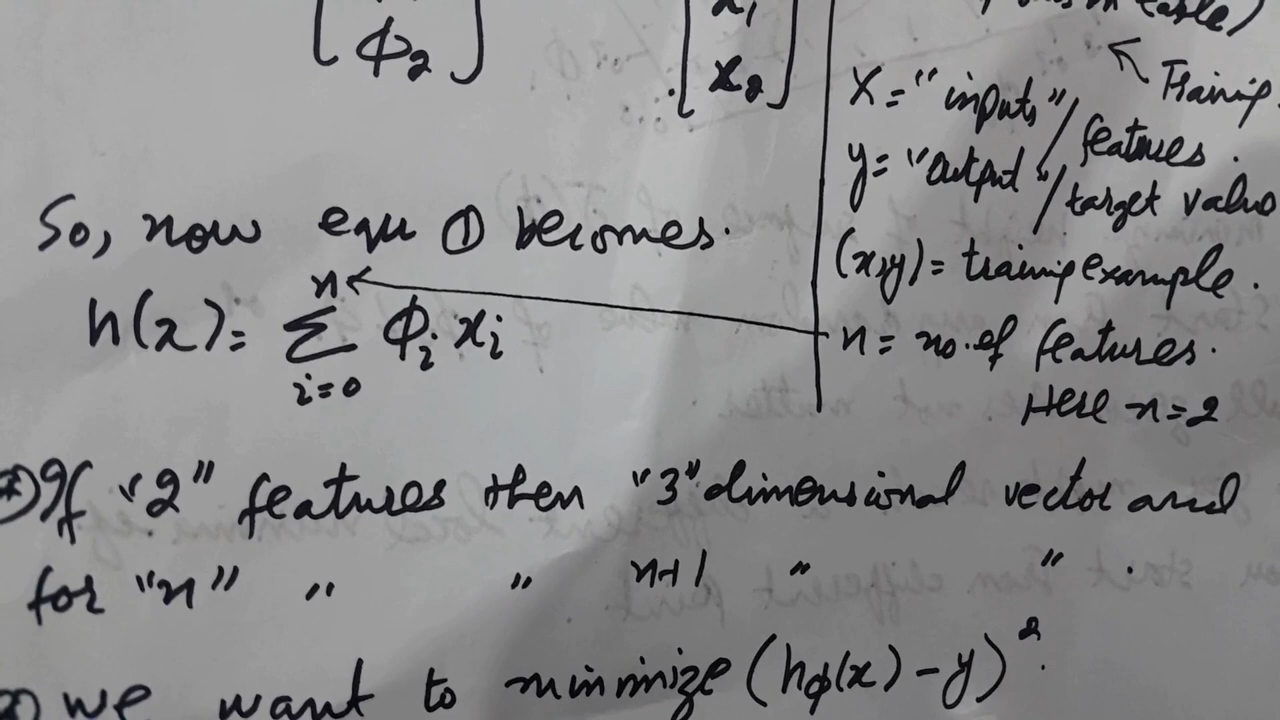 ϕ2
x1
x2
table)
↖ Training
X = "inputs" / features.
y = "output" / target value
(x,y) = training example.
n = no. of features.
Here n=2
So, now equ ① becomes.
h(x) = n Σ i=0 ϕi xi
If "2" features then "3" dimensional vector and
for "n" " " n+1 " " .
we want to minimize (hϕ(x) - y)²